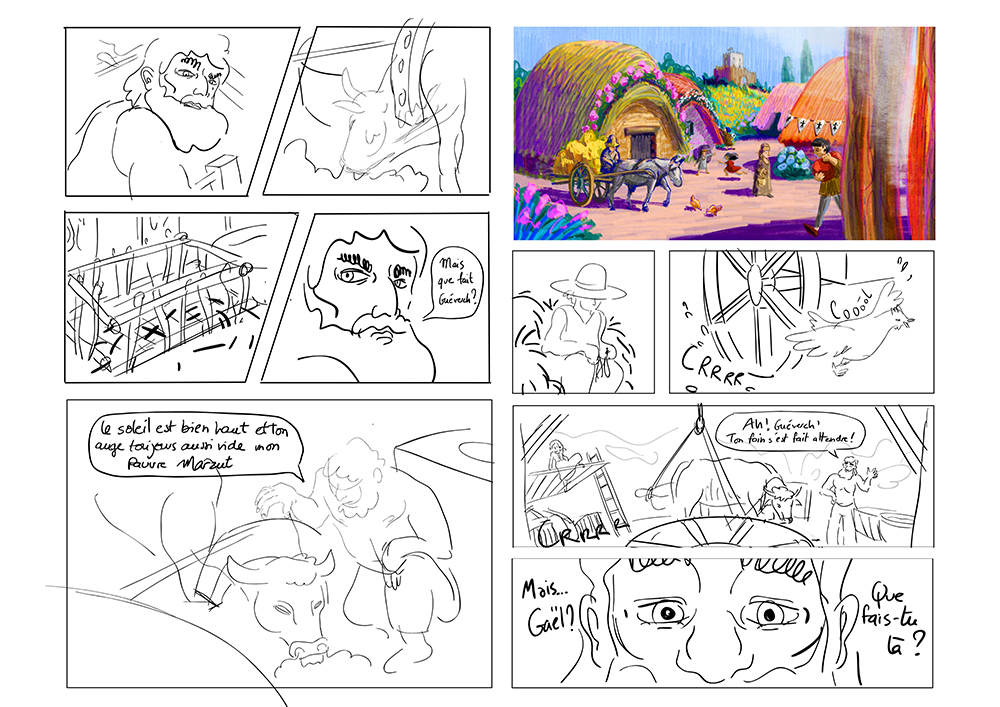 Mais
que fait
Guéverch?
Le soleil est bien haut et ton
auge toujours aussi vide mon
pauvre Marzut
Coooôt
CRRRR
Ah! Guéverch!
Ton foin s'est fait attendre!
CRRRR
Mais...
Gaël?
Que
fais-tu
là?